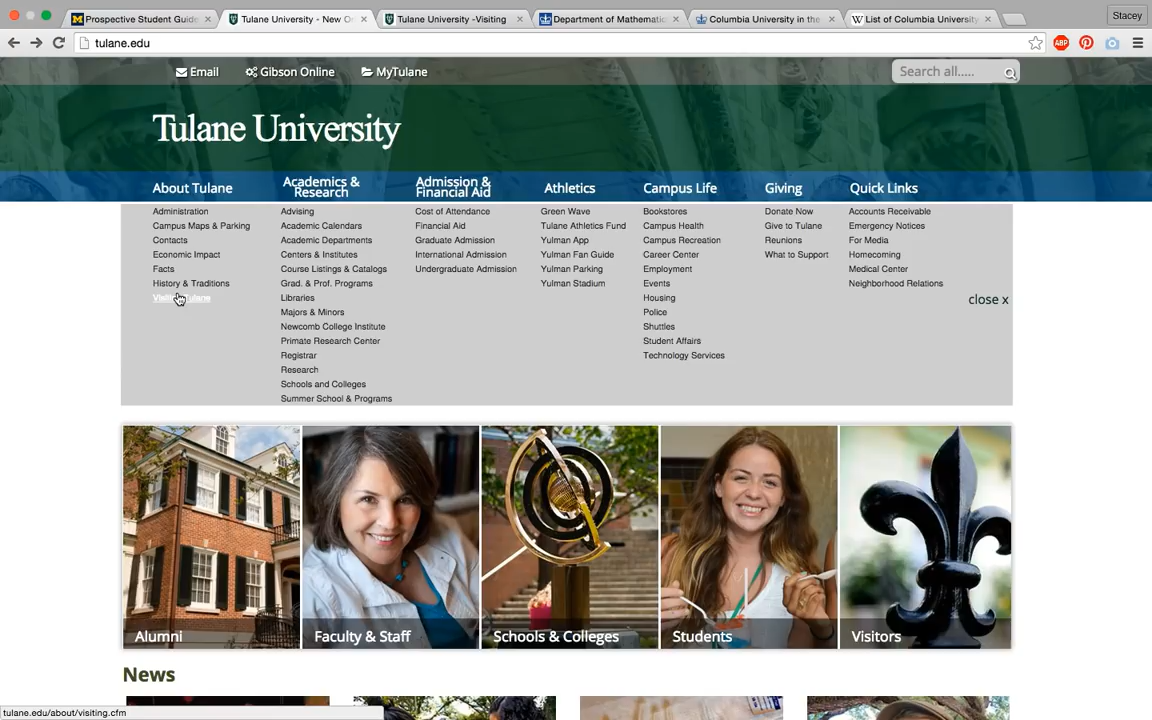 Prospective Student Guide
Tulane University - New O
Tulane University -Visiting
Department of Mathemati
Columbia University in the
List of Columbia University
Stacey
tulane.edu
ABP
Email
Gibson Online
MyTulane
Search all.....
Tulane University
About Tulane
Academics & Research
Admission & Financial Aid
Athletics
Campus Life
Giving
Quick Links
Administration
Campus Maps & Parking
Contacts
Economic Impact
Facts
History & Traditions
Visiting Tulane
Advising
Academic Calendars
Academic Departments
Centers & Institutes
Course Listings & Catalogs
Grad. & Prof. Programs
Libraries
Majors & Minors
Newcomb College Institute
Primate Research Center
Registrar
Research
Schools and Colleges
Summer School & Programs
Cost of Attendance
Financial Aid
Graduate Admission
International Admission
Undergraduate Admission
Green Wave
Tulane Athletics Fund
Yulman App
Yulman Fan Guide
Yulman Parking
Yulman Stadium
Bookstores
Campus Health
Campus Recreation
Career Center
Employment
Events
Housing
Police
Shuttles
Student Affairs
Technology Services
Donate Now
Give to Tulane
Reunions
What to Support
Accounts Receivable
Emergency Notices
For Media
Homecoming
Medical Center
Neighborhood Relations
close x
Alumni
Faculty & Staff
Schools & Colleges
Students
Visitors
News
tulane.edu/about/visiting.cfm